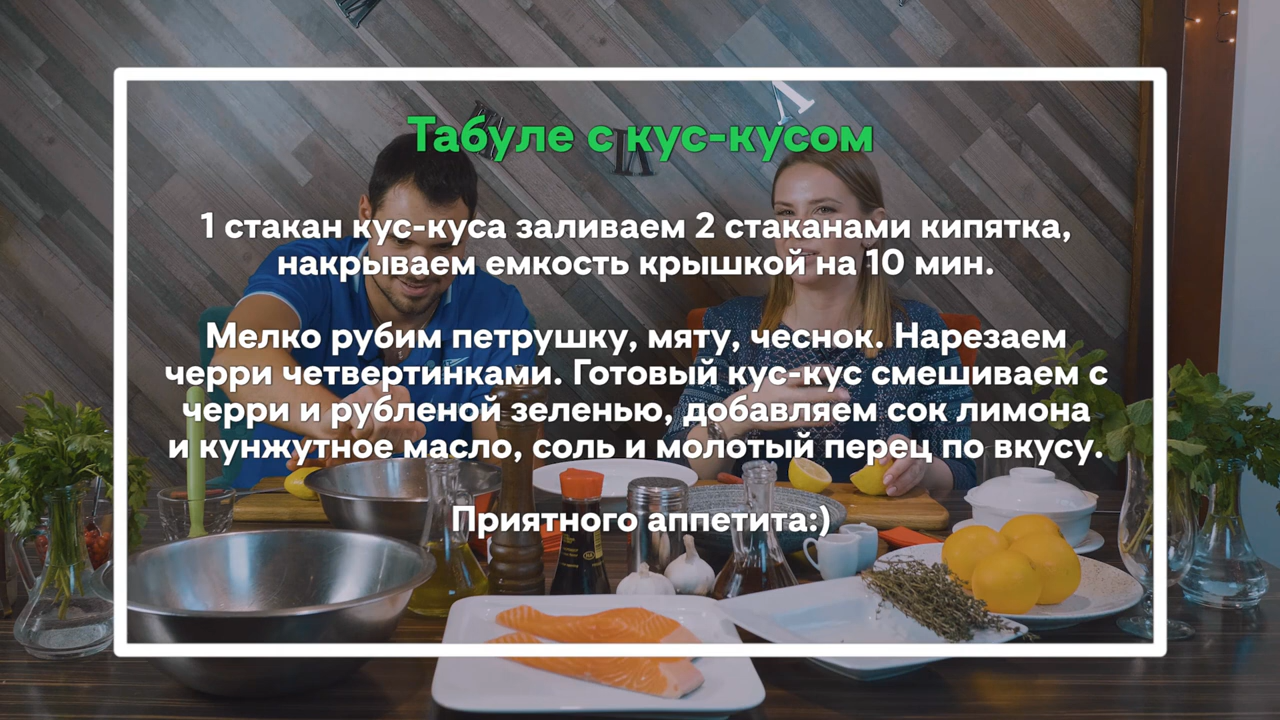 Табуле с кус-кусом
1 стакан кус-куса заливаем 2 стаканами кипятка,
накрываем емкость крышкой на 10 мин.
Мелко рубим петрушку, мяту, чеснок. Нарезаем
черри четвертинками. Готовый кус-кус смешиваем с
черри и рубленой зеленью, добавляем сок лимона
и кунжутное масло, соль и молотый перец по вкусу.
Приятного аппетита:)